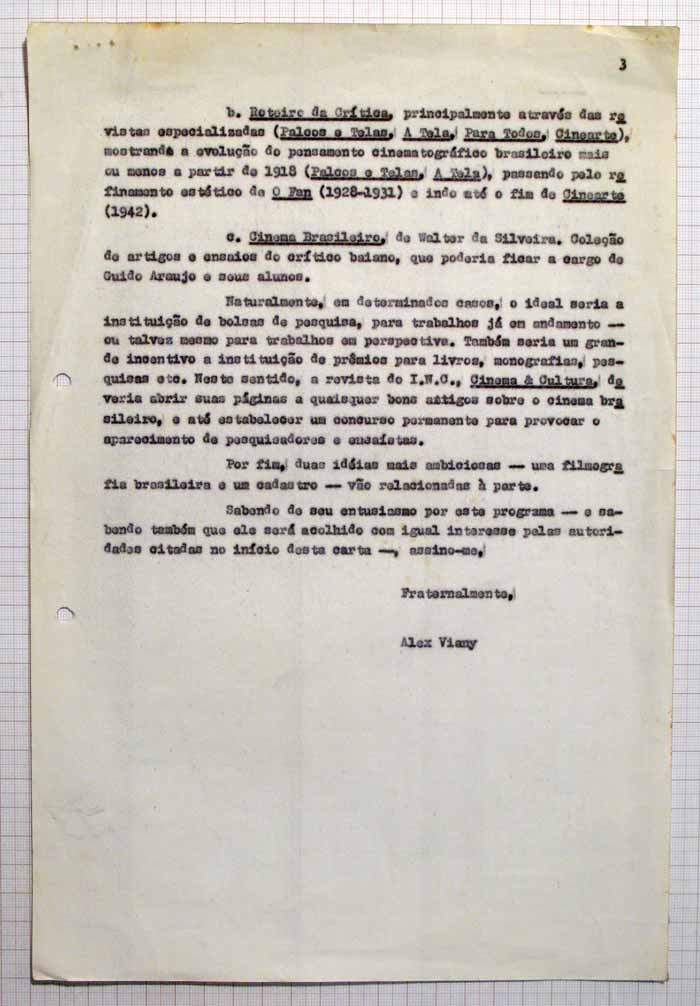 3
b. Roteiro da Crítica, principalmente através das re
vistas especializadas (Palcos e Telas, A Tela, Para Todos, Cinearte),
mostrando a evolução do pensamento cinematográfico brasileiro mais
ou menos a partir de 1918 (Palcos e Telas, A Tela), passando pelo re
finamento estético de O Fan (1928-1931) e indo até o fim de Cinearte
(1942).
c. Cinema Brasileiro, de Walter da Silveira. Coleção
de artigos e ensaios do crítico baiano, que poderia ficar a cargo de
Guido Araujo e seus alunos.
Naturalmente, em determinados casos, o ideal seria a
instituição de bolsas de pesquisa, para trabalhos já em andamento —
ou talvez mesmo para trabalhos em perspectiva. Também seria um gran-
de incentivo a instituição de prêmios para livros, monografias, pes-
quisas etc. Neste sentido, a revista do I.N.C., Cinema & Cultura, de
veria abrir suas páginas a quaisquer bons artigos sobre o cinema bra
sileiro, e até estabelecer um concurso permanente para provocar o
aparecimento de pesquisadores e ensaístas.
Por fim, duas idéias mais ambiciosas — uma filmogra
fia brasileira e um cadastro — vão relacionadas à parte.
Sabendo de seu entusiasmo por este programa — e sa-
bendo também que ele será acolhido com igual interesse pelas autori-
dades citadas no início desta carta —, assino-me,
Fraternalmente,
Alex Viany